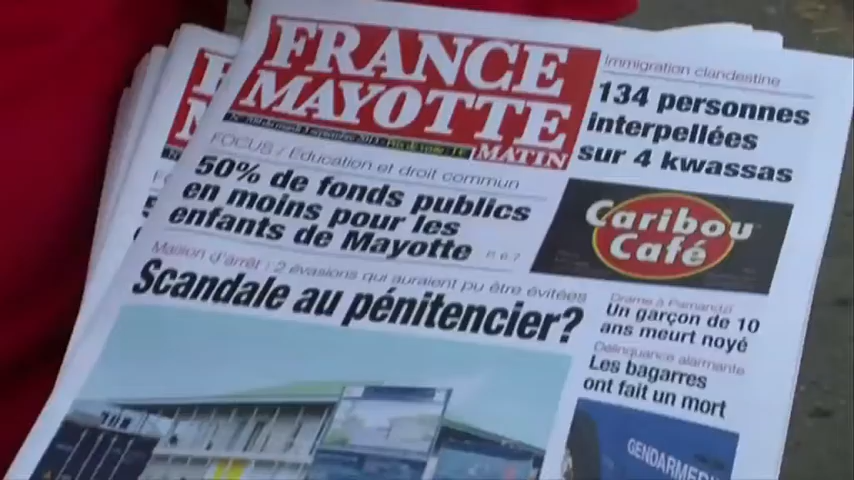 FRANCE
MAYOTTE
MATIN
Immigration clandestine
134 personnes
interpellées
sur 4 kwassas
FOCUS / Education et droit commun
50% de fonds publics
en moins pour les
enfants de Mayotte
Caribou
Café
Maison d'arrêt : 2 évasions qui auraient pu être évitées
Scandale au pénitencier?
Drame à Pamandzi
Un garçon de 10
ans meurt noyé
Délinquance alarmante
Les bagarres
ont fait un mort
GENDARMERIE